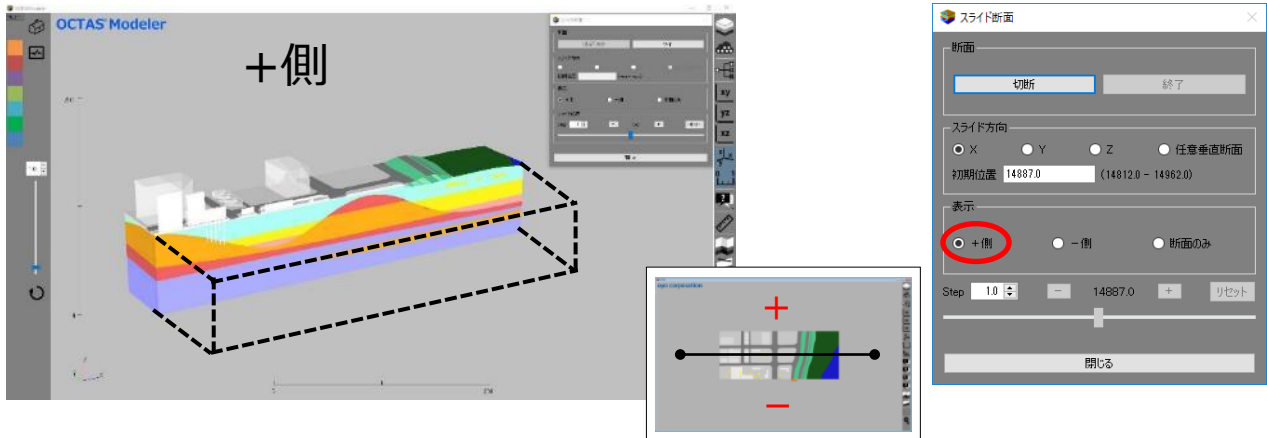 OCTAS Modeler
+側
xy
yz
xz
+
−
スライド断面
断面
切断
終了
スライド方向
X
Y
Z
任意垂直断面
初期位置 14887.0 (14812.0 - 14962.0)
表示
+側
-側
断面のみ
Step 1.0
-
14887.0
+
リセット
閉じる